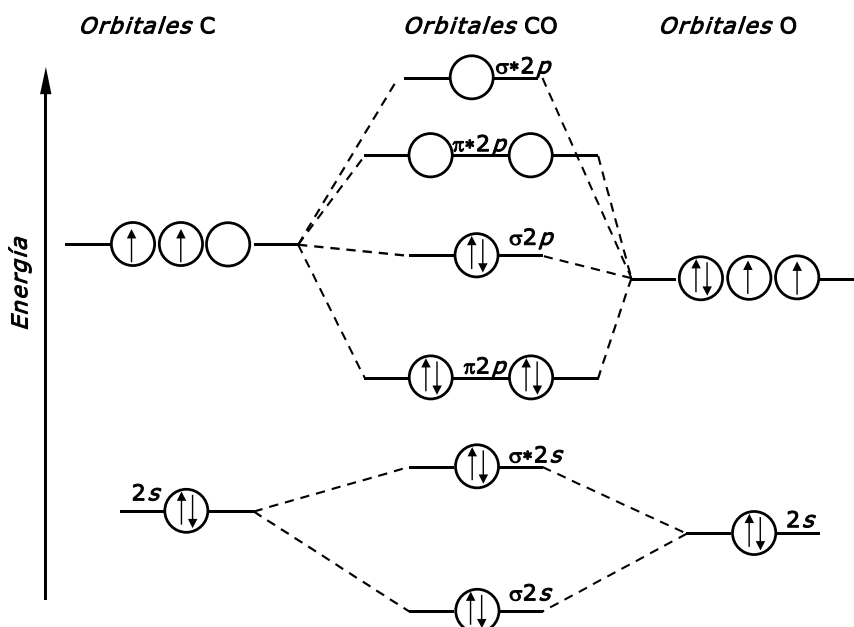 Orbitales C
Orbitales CO
Orbitales O
σ*2p
π*2p
σ2p
π2p
Energía
σ*2s
2s
2s
σ2s